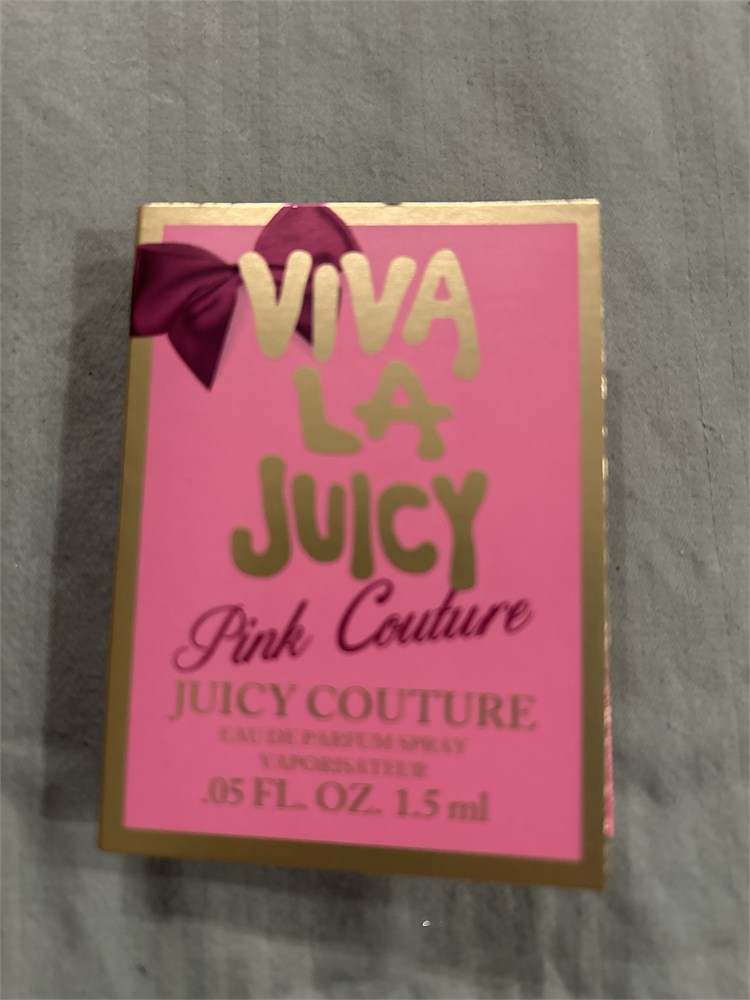 ViVA
LA
JUICY
Pink Couture
JUICY COUTURE
EAU DE PARFUM SPRAY
VAPORISATEUR
.05 FL. OZ. 1.5 ml